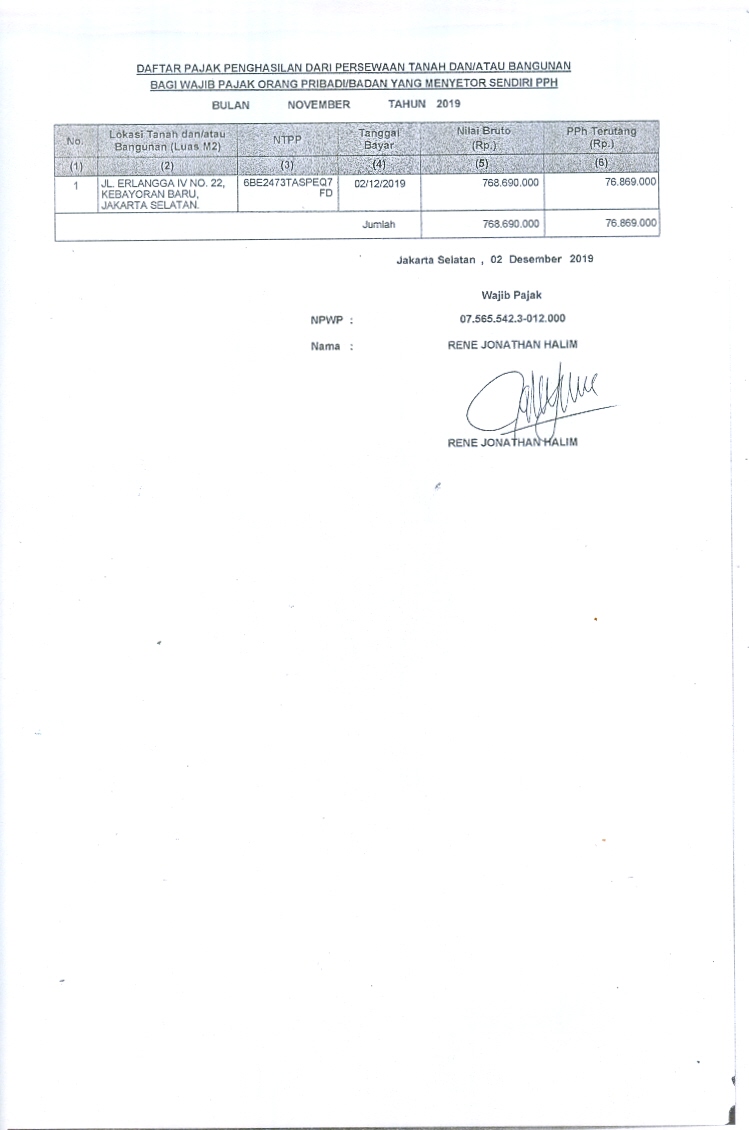 DAFTAR PAJAK PENGHASILAN DARI PERSEWAAN TANAH DAN/ATAU BANGUNAN
BAGI WAJIB PAJAK ORANG PRIBADI/BADAN YANG MENYETOR SENDIRI PPH
BULAN NOVEMBER TAHUN 2019
No. Lokasi Tanah dan/atau Bangunan (Luas M2) NTPP Tanggal Bayar Nilai Bruto (Rp.) PPh Terutang (Rp.)
(1) (2) (3) (4) (5) (6)
1 JL. ERLANGGA IV NO. 22, 6BE2473TASPEQ7 02/12/2019 768.690.000 76.869.000
KEBAYORAN BARU, FD
JAKARTA SELATAN.
Jumlah 768.690.000 76.869.000
Jakarta Selatan , 02 Desember 2019
Wajib Pajak
NPWP : 07.565.542.3-012.000
Nama : RENE JONATHAN HALIM
RENE JONATHAN HALIM